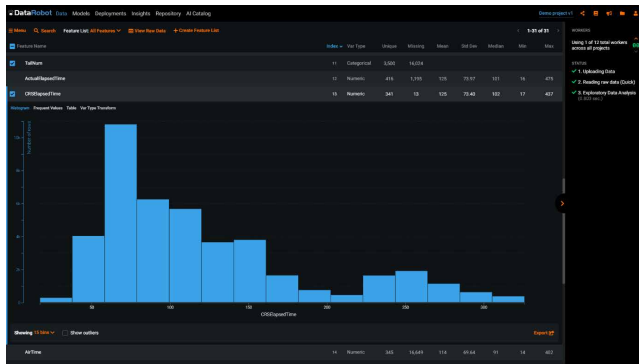 DataRobot Data Models Deployments Insights Repository AI Catalog Demo project v1
Menu Search Feature List: All Features View Raw Data + Create Feature List 1-31 of 31
Feature Name Index Var Type Unique Missing Mean Std Dev Median Min Max
TailNum 11 Categorical 3,500 16,024
ActualElapsedTime 12 Numeric 416 1,195 125 73.97 101 16 475
CRSElapsedTime 13 Numeric 341 13 125 73.40 102 17 437
Histogram Frequent Values Table Var Type Transform
Number of rows
50 100 150 200 250 300
CRSElapsedTime
Showing 15 bins Show outliers Export
AirTime 14 Numeric 345 16,649 114 69.64 91 14 402
WORKERS
Using 1 of 12 total workers
across all projects
STATUS
1. Uploading Data
2. Reading raw data (Quick)
3. Exploratory Data Analysis